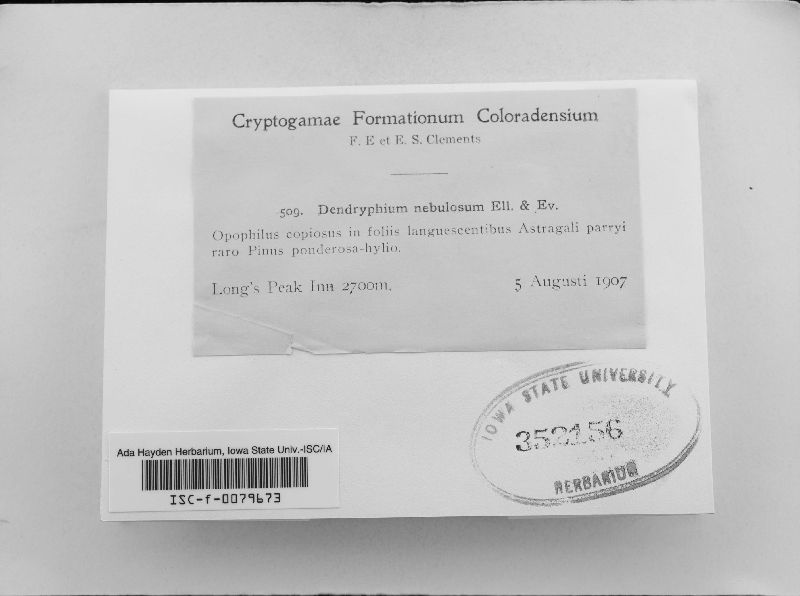 Cryptogamae Formationum Coloradensium
F. E et E. S. Clements
509. Dendryphium nebulosum Ell. & Ev.
Opophilus copiosus in foliis languescentibus Astragali parryi
raro Pinus ponderosa-hylio.
Long's Peak Inn 2700m. 5 Augusti 1907
IOWA STATE UNIVERSITY
352156
HERBARIUM
Ada Hayden Herbarium, Iowa State Univ.-ISC/IA
ISC-f-0079673